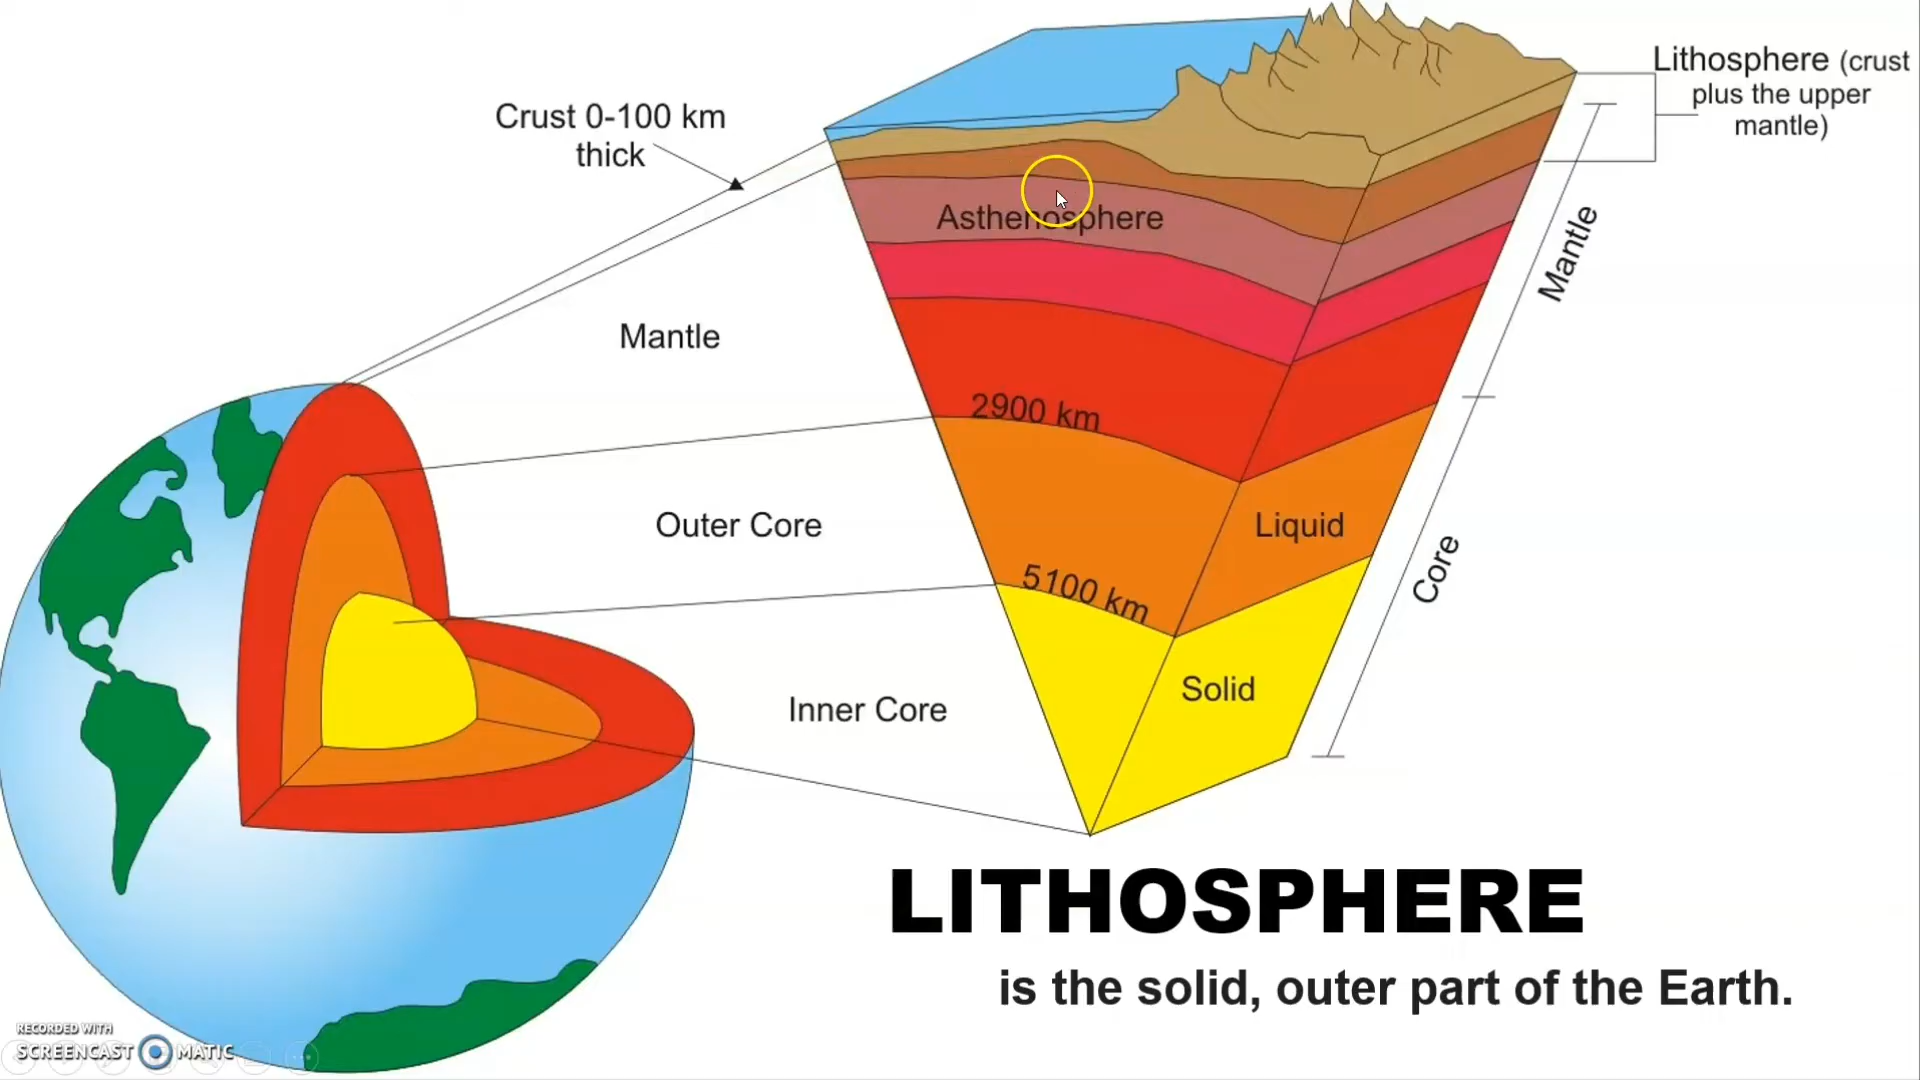 Lithosphere (crust
plus the upper
mantle)
Crust 0-100 km
thick
Asthenosphere
Mantle
Mantle
2900 km
Outer Core
Liquid
Core
5100 km
Inner Core
Solid
LITHOSPHERE
is the solid, outer part of the Earth.
RECORDED WITH
SCREENCAST MATIC